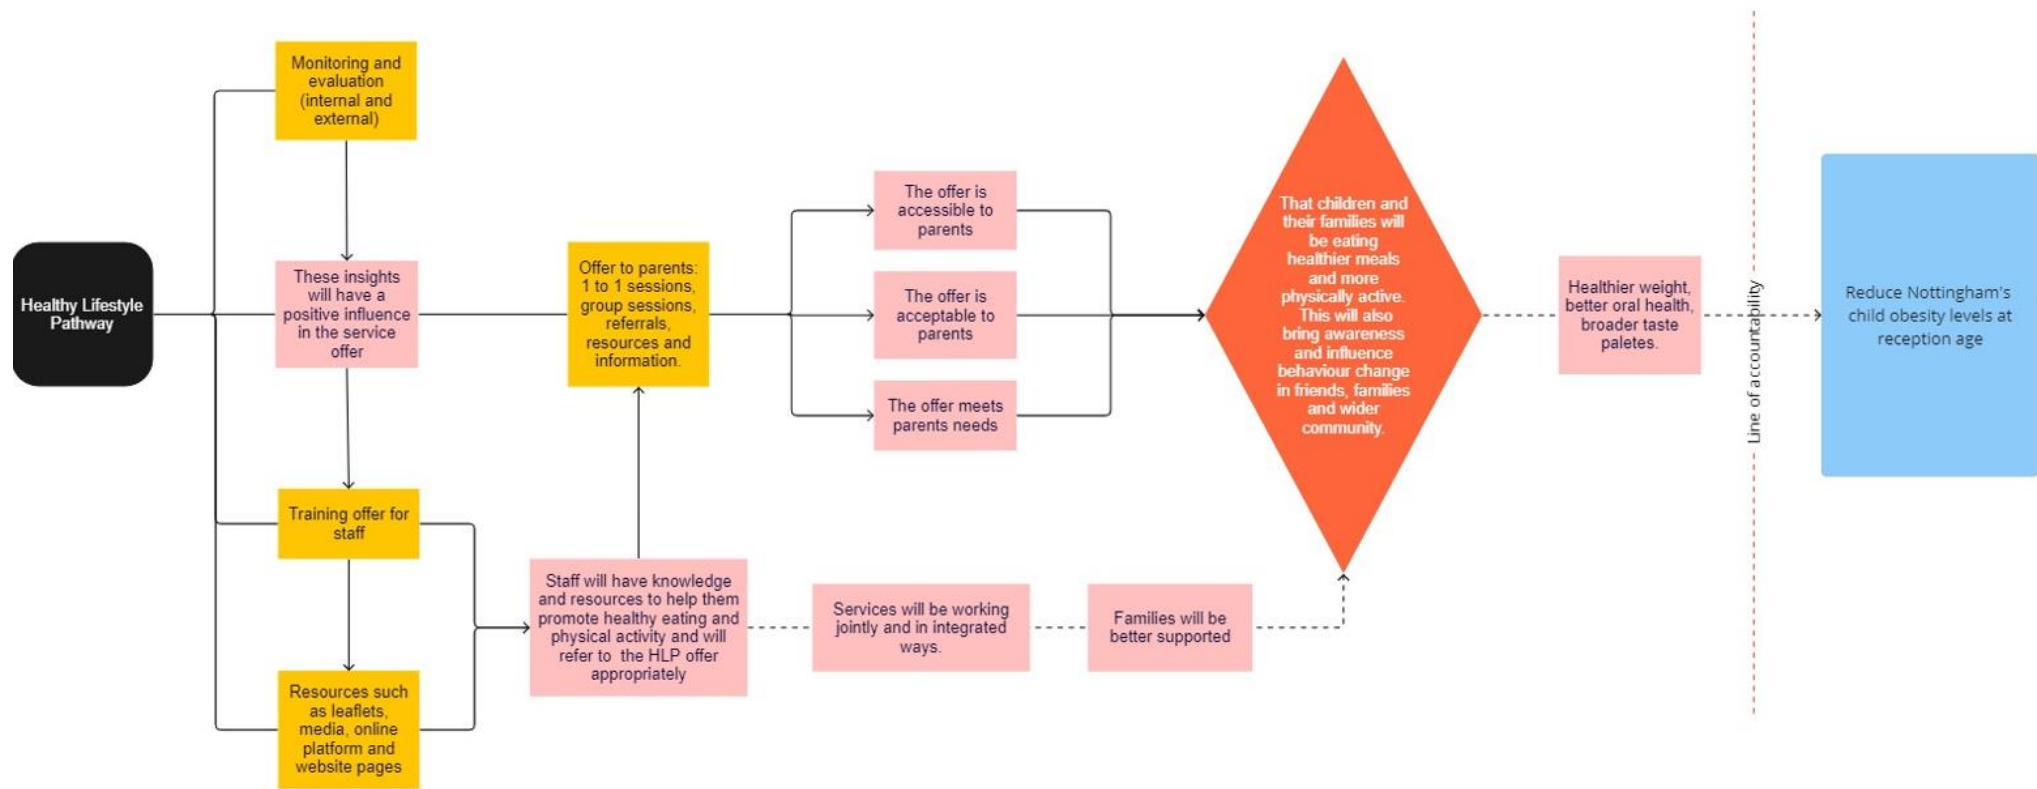 Healthy Lifestyle
Pathway
Monitoring and
evaluation
(internal and
external)
These insights
will have a
positive influence
in the service
offer
Training offer for
staff
Resources such
as leaflets,
media, online
platform and
website pages
Offer to parents:
1 to 1 sessions,
group sessions,
referrals,
resources and
information.
Staff will have knowledge
and resources to help them
promote healthy eating and
physical activity and will
refer to the HLP offer
appropriately
The offer is
accessible to
parents
The offer is
acceptable to
parents
The offer meets
parents needs
Services will be working
jointly and in integrated
ways.
Families will be
better supported
That children and
their families will
be eating
healthier meals
and more
physically active.
This will also
bring awareness
and influence
behaviour change
in friends, families
and wider
community.
Healthier weight,
better oral health,
broader taste
paletes.
Line of accountability
Reduce Nottingham's
child obesity levels at
reception age